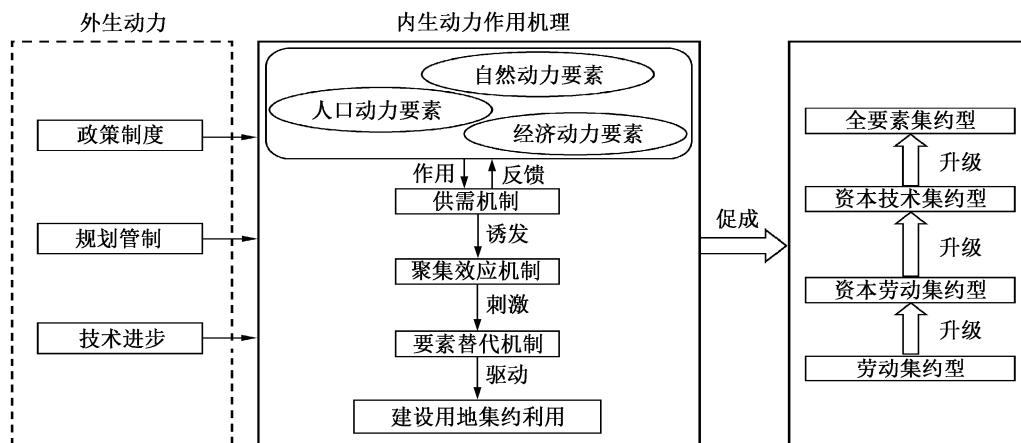 外生动力
政策制度
规划管制
技术进步
内生动力作用机理
自然动力要素
人口动力要素
经济动力要素
作用
反馈
供需机制
诱发
聚集效应机制
刺激
要素替代机制
驱动
建设用地集约利用
促成
全要素集约型
升级
资本技术集约型
升级
资本劳动集约型
升级
劳动集约型